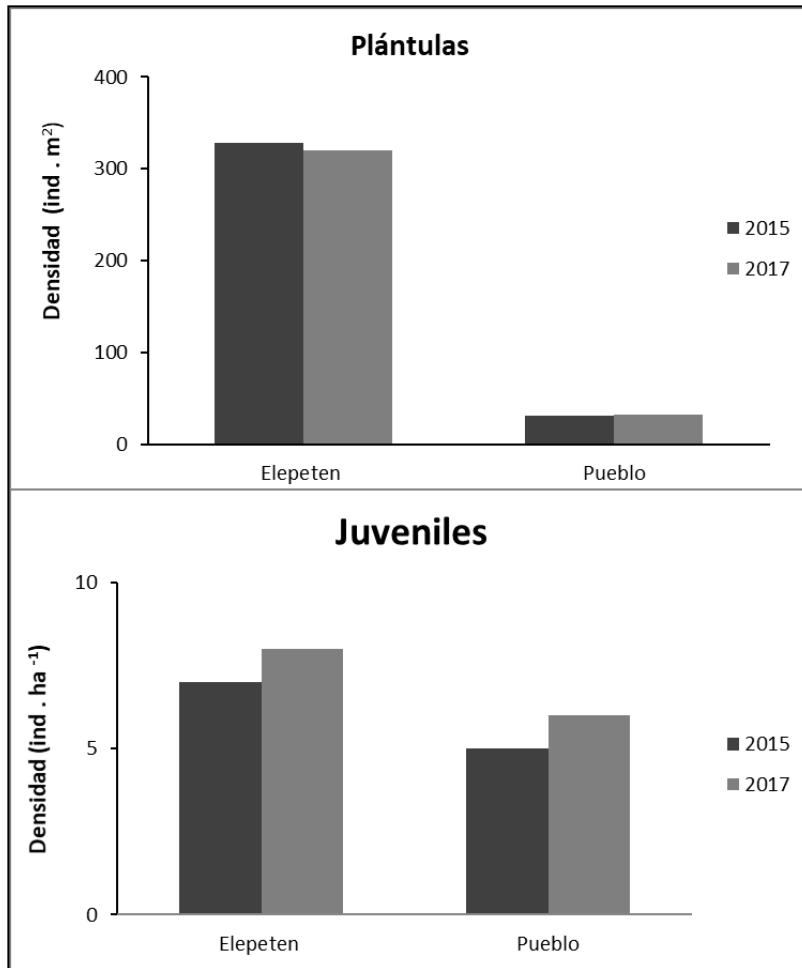 Plántulas
Densidad (ind . m²)
400
300
200
100
0
Elepeten
Pueblo
2015
2017
Juveniles
Densidad (ind . ha ⁻¹)
10
5
0
Elepeten
Pueblo
2015
2017